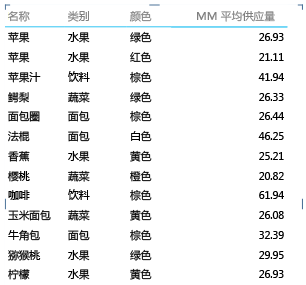 名称 类别 颜色 MM 平均供应量
苹果 水果 绿色 26.93
苹果 水果 红色 21.11
苹果汁 饮料 棕色 41.94
鳄梨 蔬菜 绿色 26.33
面包圈 面包 棕色 26.44
法棍 面包 白色 46.25
香蕉 水果 黄色 25.21
樱桃 蔬菜 橙色 20.82
咖啡 饮料 棕色 61.94
玉米面包 蔬菜 黄色 26.08
牛角包 面包 棕色 32.39
猕猴桃 水果 绿色 29.95
柠檬 水果 黄色 26.93